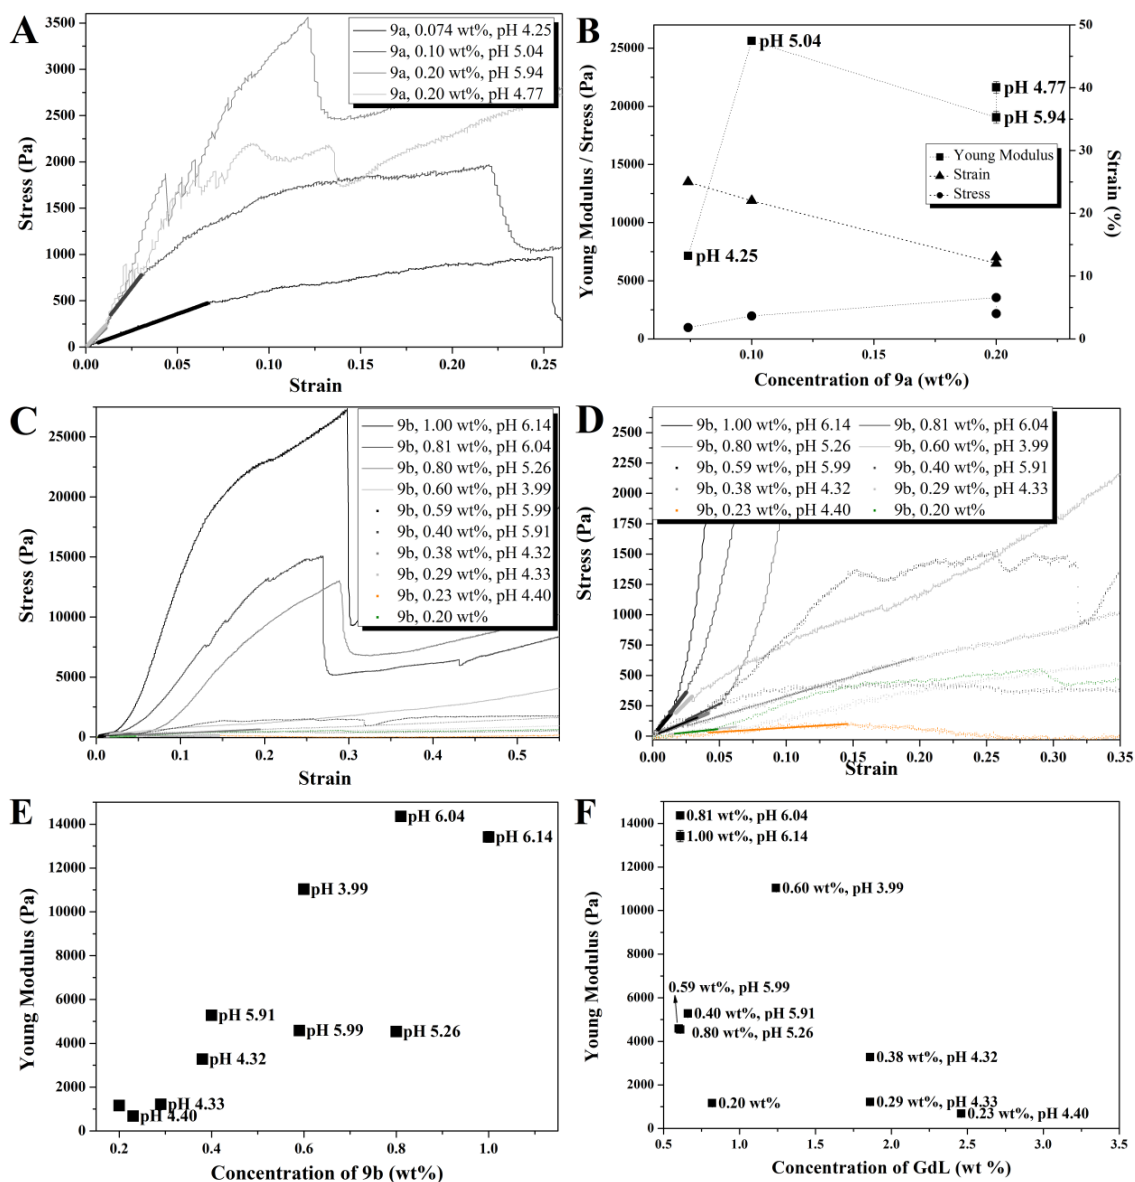 A
3500
3000
2500
2000
1500
1000
500
0
Stress (Pa)
9a, 0.074 wt%, pH 4.25
9a, 0.10 wt%, pH 5.04
9a, 0.20 wt%, pH 5.94
9a, 0.20 wt%, pH 4.77
0.00 0.05 0.10 0.15 0.20 0.25
Strain
B
25000
20000
15000
10000
5000
0
Young Modulus / Stress (Pa)
pH 5.04
pH 4.77
pH 5.94
pH 4.25
Young Modulus
Strain
Stress
50
40
30
20
10
0
Strain (%)
0.10 0.15 0.20
Concentration of 9a (wt%)
C
25000
20000
15000
10000
5000
0
Stress (Pa)
9b, 1.00 wt%, pH 6.14
9b, 0.81 wt%, pH 6.04
9b, 0.80 wt%, pH 5.26
9b, 0.60 wt%, pH 3.99
9b, 0.59 wt%, pH 5.99
9b, 0.40 wt%, pH 5.91
9b, 0.38 wt%, pH 4.32
9b, 0.29 wt%, pH 4.33
9b, 0.23 wt%, pH 4.40
9b, 0.20 wt%
0.0 0.1 0.2 0.3 0.4 0.5
Strain
D
2500
2250
2000
1750
1500
1250
1000
750
500
250
0
Stress (Pa)
9b, 1.00 wt%, pH 6.14 9b, 0.81 wt%, pH 6.04
9b, 0.80 wt%, pH 5.26 9b, 0.60 wt%, pH 3.99
9b, 0.59 wt%, pH 5.99 9b, 0.40 wt%, pH 5.91
9b, 0.38 wt%, pH 4.32 9b, 0.29 wt%, pH 4.33
9b, 0.23 wt%, pH 4.40 9b, 0.20 wt%
0.00 0.05 0.10 0.15 0.20 0.25 0.30 0.35
Strain
E
14000
12000
10000
8000
6000
4000
2000
0
Young Modulus (Pa)
pH 6.04
pH 6.14
pH 3.99
pH 5.91
pH 5.99
pH 5.26
pH 4.32
pH 4.33
pH 4.40
0.2 0.4 0.6 0.8 1.0
Concentration of 9b (wt%)
F
14000
12000
10000
8000
6000
4000
2000
0
Young Modulus (Pa)
0.81 wt%, pH 6.04
1.00 wt%, pH 6.14
0.60 wt%, pH 3.99
0.59 wt%, pH 5.99
0.40 wt%, pH 5.91
0.80 wt%, pH 5.26
0.38 wt%, pH 4.32
0.20 wt%
0.29 wt%, pH 4.33
0.23 wt%, pH 4.40
0.5 1.0 1.5 2.0 2.5 3.0 3.5
Concentration of GdL (wt %)